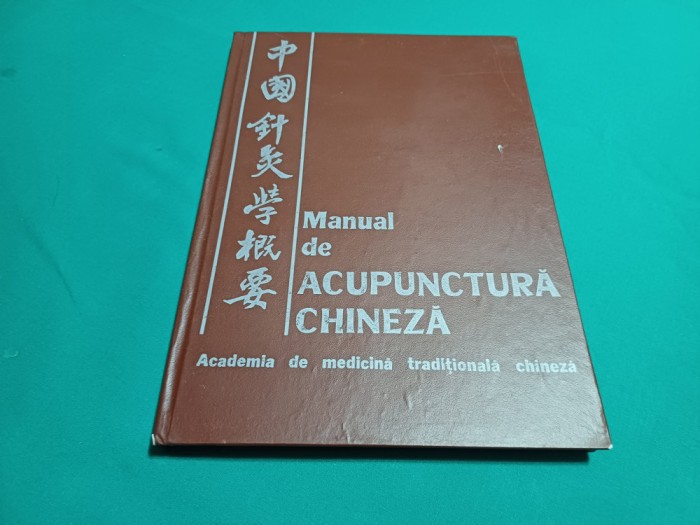 中國針灸學概要
Manual
de
ACUPUNCTURĂ
CHINEZĂ
Academia de medicină tradițională chineză